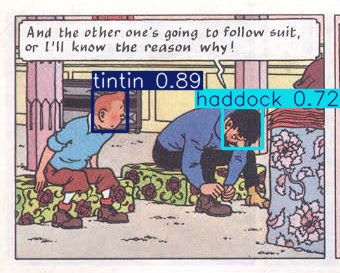 And the other one's going to follow suit,
or I'll know the reason why!
tintin 0.89
haddock 0.72